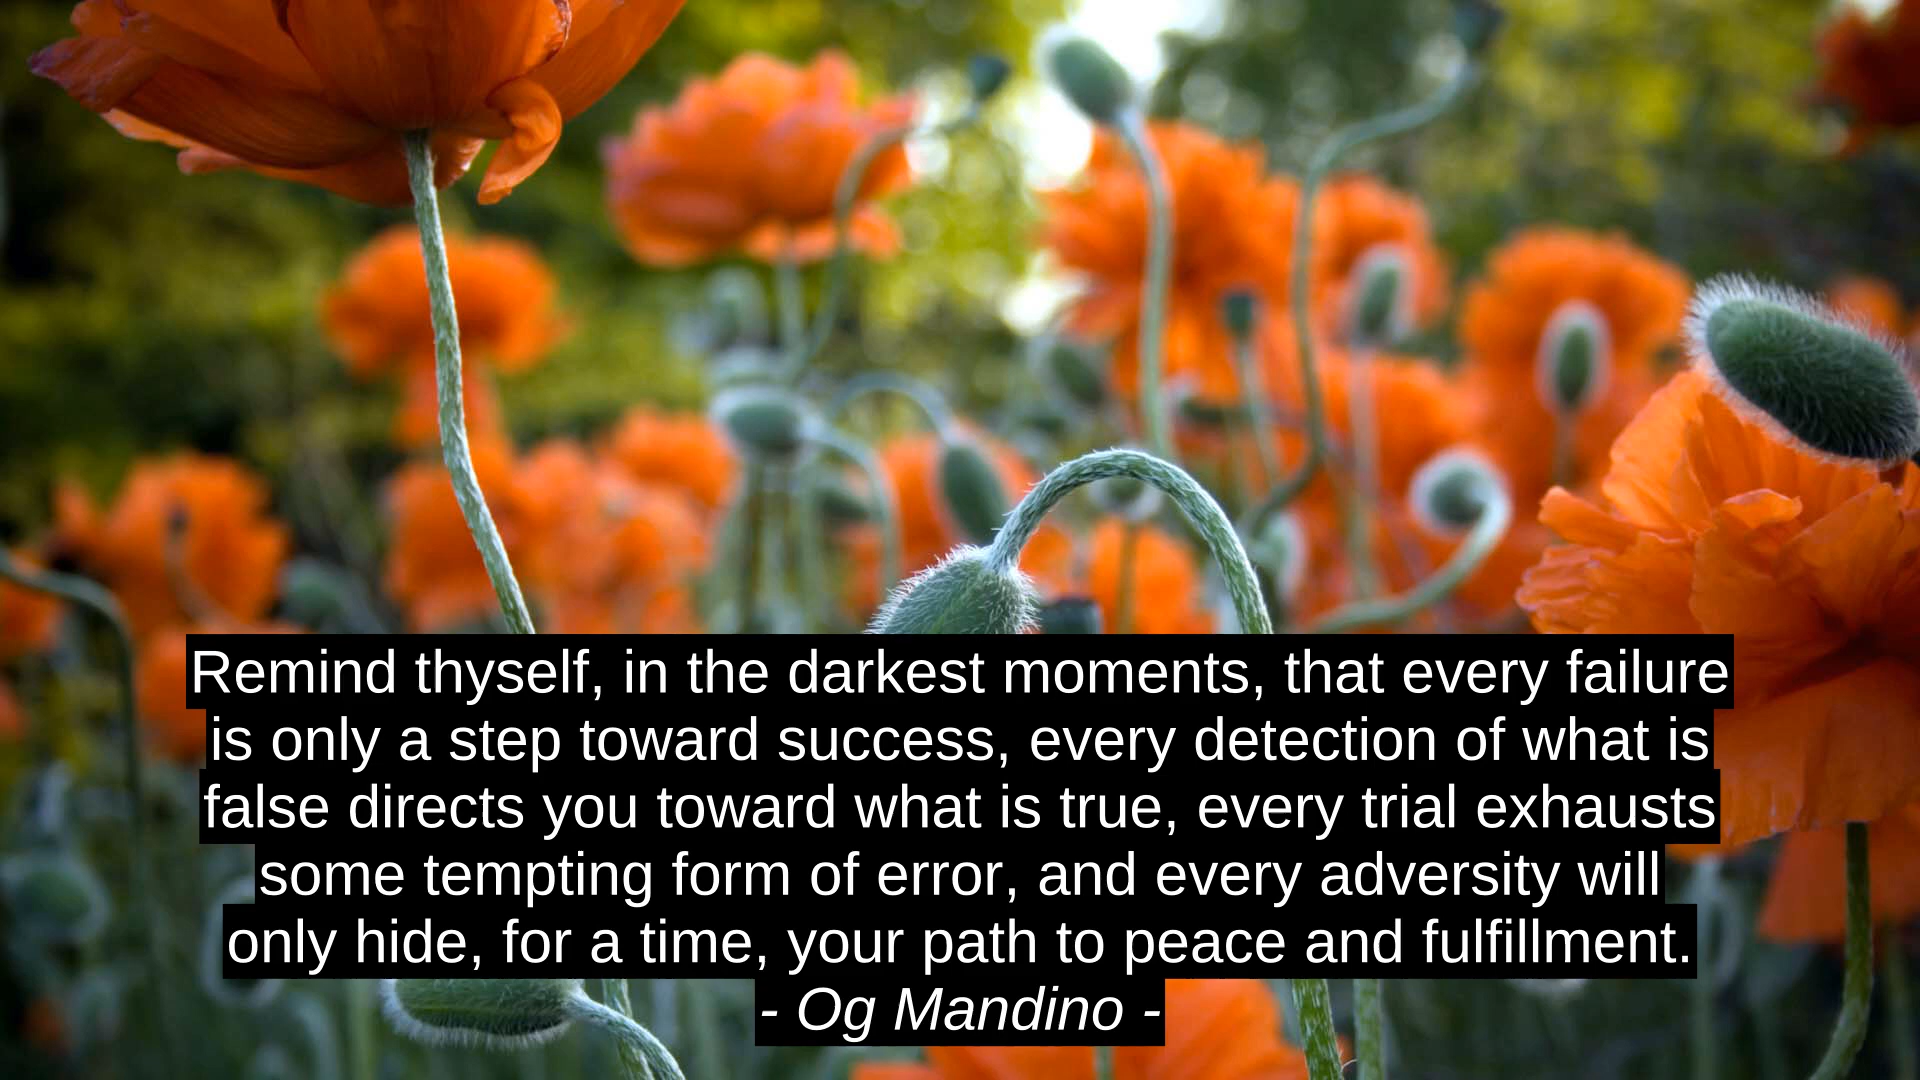 Remind thyself, in the darkest moments, that every failure
is only a step toward success, every detection of what is
false directs you toward what is true, every trial exhausts
some tempting form of error, and every adversity will
only hide, for a time, your path to peace and fulfillment.
- Og Mandino -